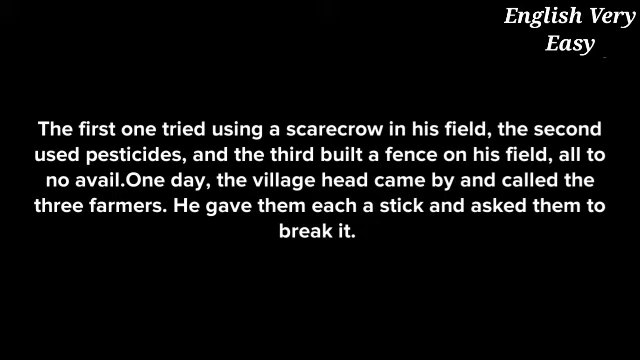 English Very
Easy
The first one tried using a scarecrow in his field, the second
used pesticides, and the third built a fence on his field, all to
no avail.One day, the village head came by and called the
three farmers. He gave them each a stick and asked them to
break it.